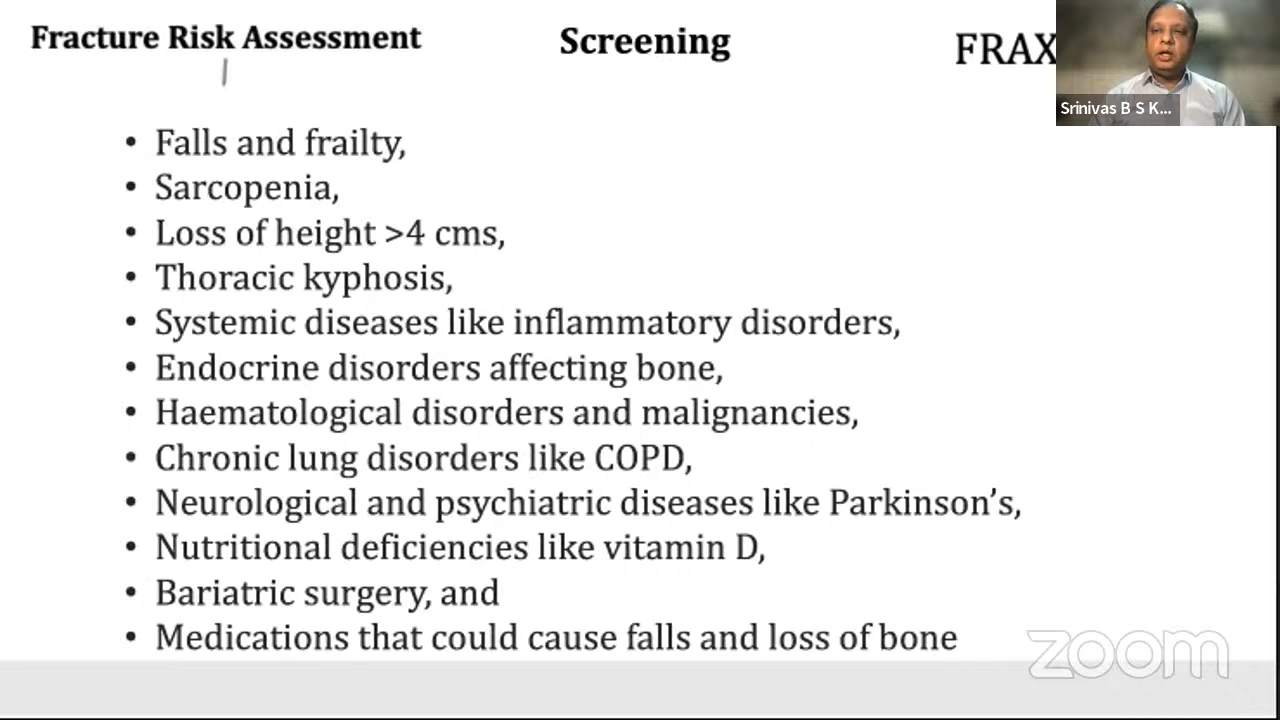 Fracture Risk Assessment
Screening
FRAX
Srinivas B S K...
• Falls and frailty,
• Sarcopenia,
• Loss of height >4 cms,
• Thoracic kyphosis,
• Systemic diseases like inflammatory disorders,
• Endocrine disorders affecting bone,
• Haematological disorders and malignancies,
• Chronic lung disorders like COPD,
• Neurological and psychiatric diseases like Parkinson’s,
• Nutritional deficiencies like vitamin D,
• Bariatric surgery, and
• Medications that could cause falls and loss of bone
zoom